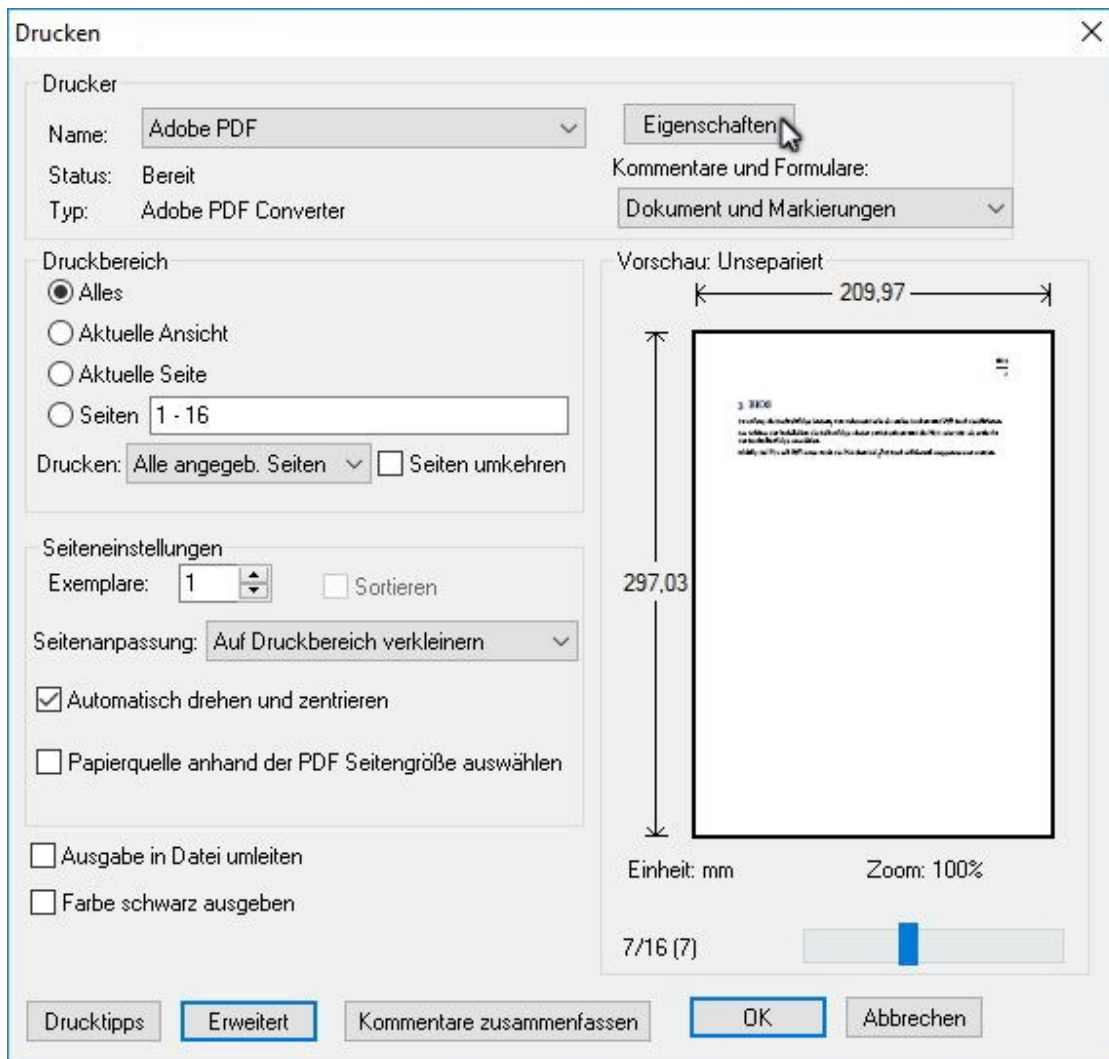 Drucken
Drucker
Name: Adobe PDF Eigenschaften
Status: Bereit Kommentare und Formulare:
Typ: Adobe PDF Converter Dokument und Markierungen
Druckbereich
Alles
Aktuelle Ansicht
Aktuelle Seite
Seiten 1 - 16
Drucken: Alle angegeb. Seiten Seiten umkehren
Seiteneinstellungen
Exemplare: 1 Sortieren
Seitenanpassung: Auf Druckbereich verkleinern
Automatisch drehen und zentrieren
Papierquelle anhand der PDF Seitengröße auswählen
Ausgabe in Datei umleiten
Farbe schwarz ausgeben
Vorschau: Unsepariert
209,97
297,03
Einheit: mm Zoom: 100%
7/16 (7)
Drucktipps Erweitert Kommentare zusammenfassen OK Abbrechen